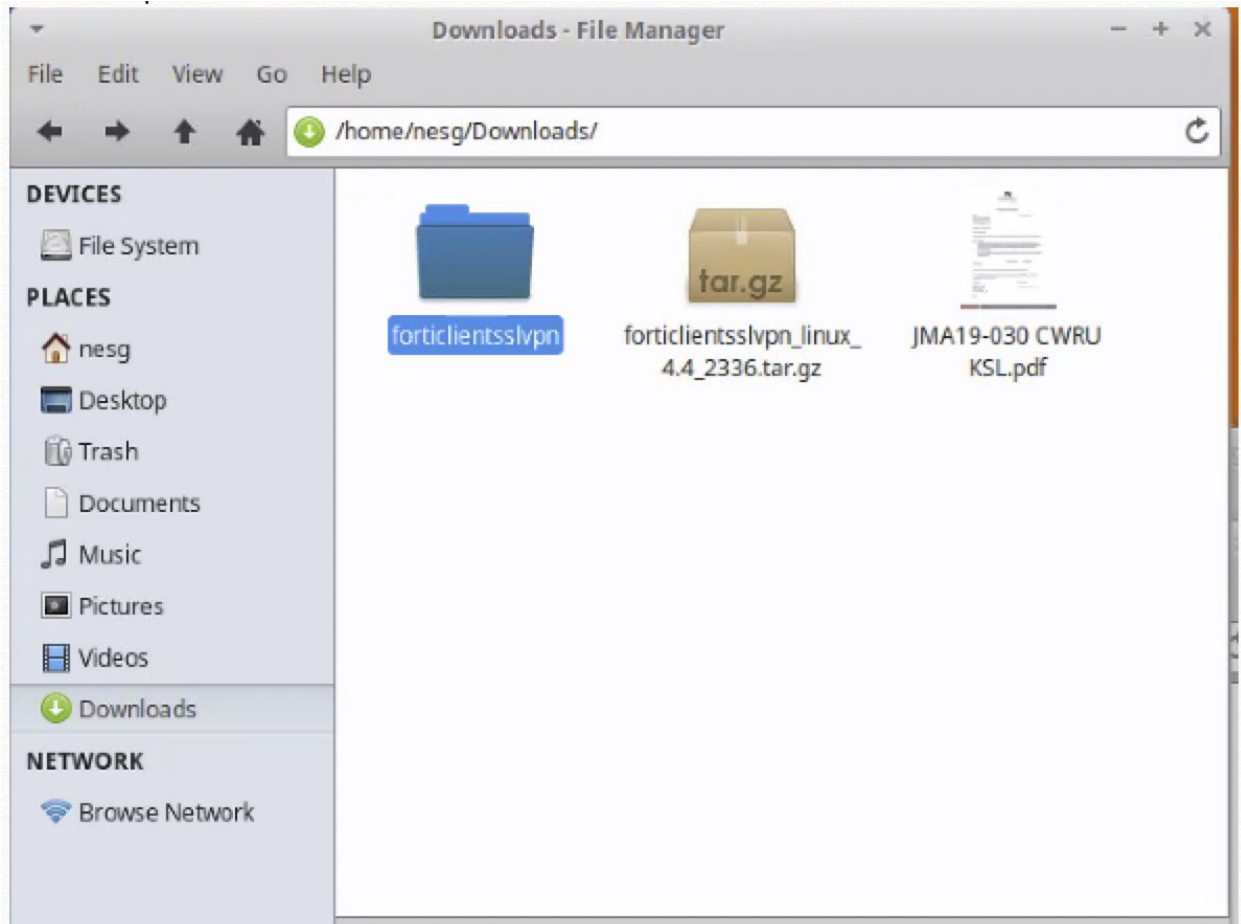 Downloads - File Manager
File Edit View Go Help
/home/nesg/Downloads/
DEVICES
File System
PLACES
nesg
Desktop
Trash
Documents
Music
Pictures
Videos
Downloads
NETWORK
Browse Network
forticlientsslvpn
tar.gz
forticlientsslvpn_linux_
4.4_2336.tar.gz
JMA19-030 CWRU
KSL.pdf